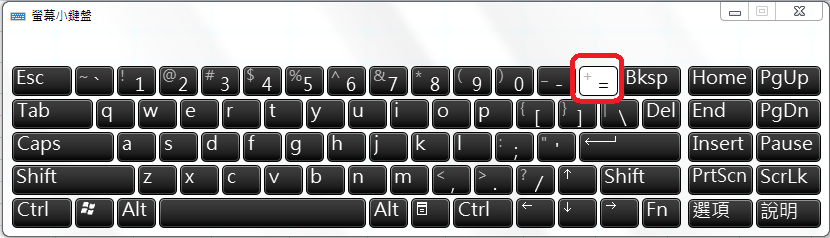 螢幕小鍵盤
Esc ~ ` ! 1 @ 2 # 3 $ 4 % 5 ^ 6 & 7 * 8 ( 9 ) 0 _ - + = Bksp Home PgUp
Tab q w e r t y u i o p { [ } ] | \ Del End PgDn
Caps a s d f g h j k l : ; " ' Insert Pause
Shift z x c v b n m < , > . ? / ↑ Shift PrtScn ScrLk
Ctrl Alt Alt Ctrl ← ↓ → Fn 選項 說明